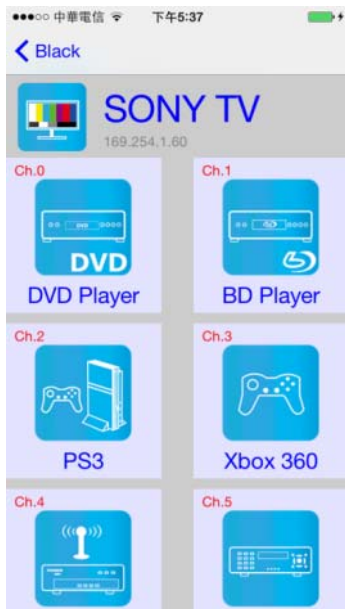 中華電信 下午5:37
Black
SONY TV
169.254.1.60
Ch.0 Ch.1
DVD
DVD Player BD Player
Ch.2 Ch.3
PS3 Xbox 360
Ch.4 Ch.5